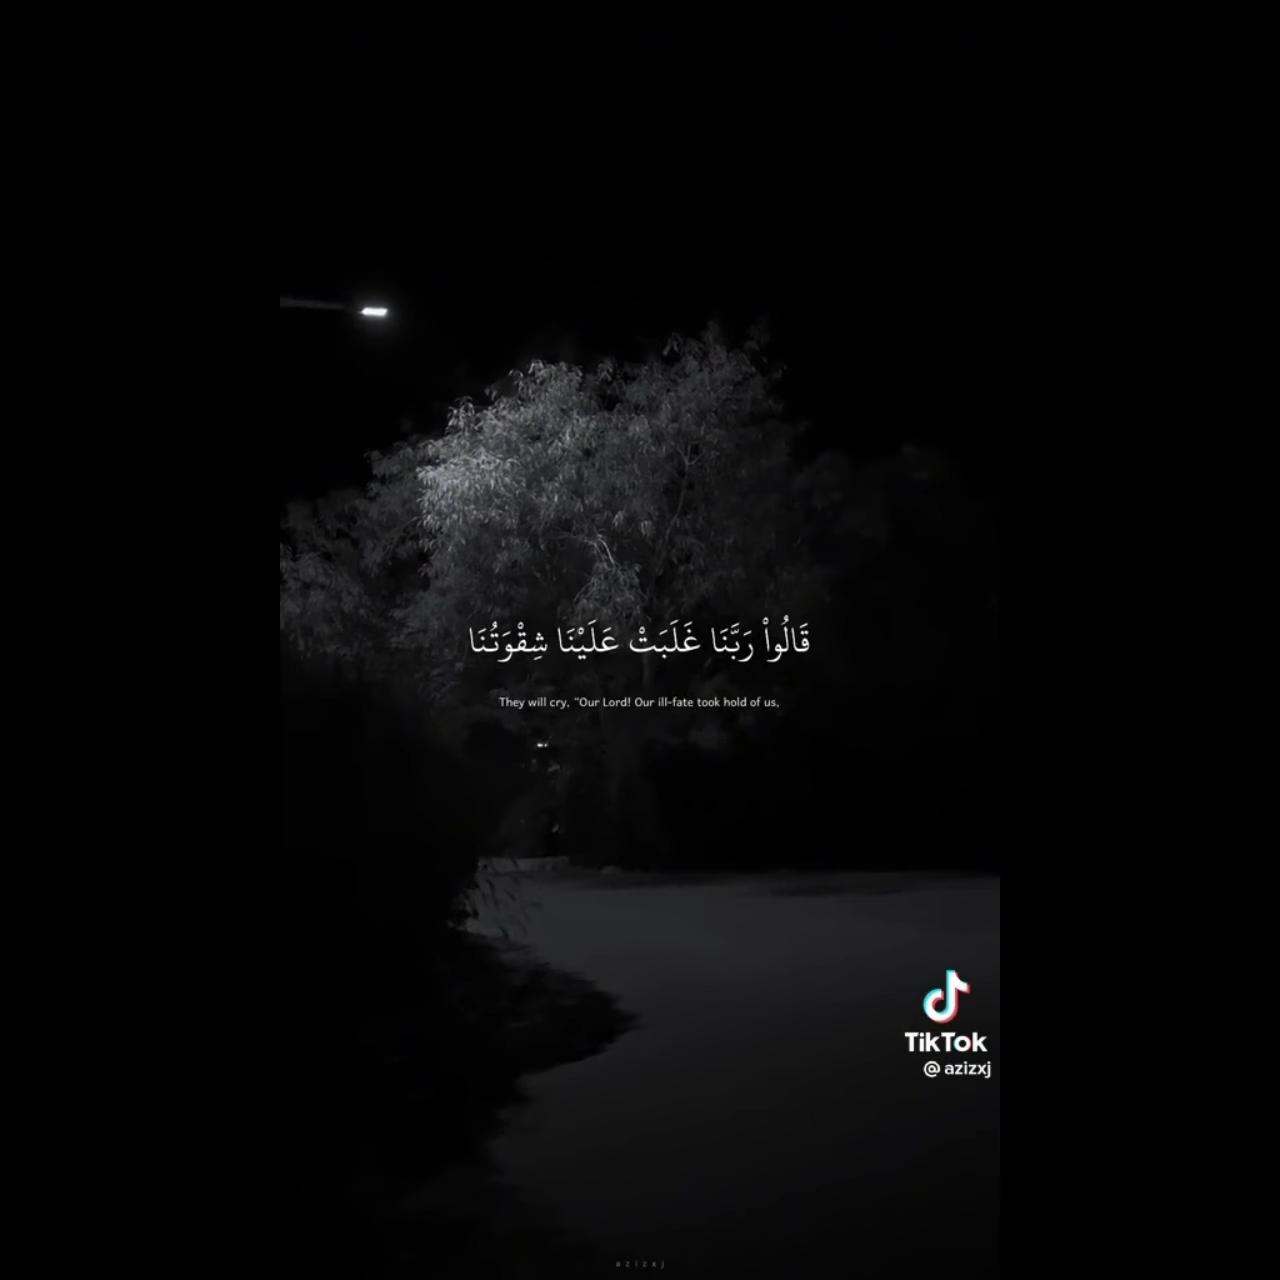 قَالُوا۟ رَبَّنَا غَلَبَتْ عَلَيْنَا شِقْوَتُنَا
They will cry, “Our Lord! Our ill-fate took hold of us,
TikTok
@azizxj
azizxj